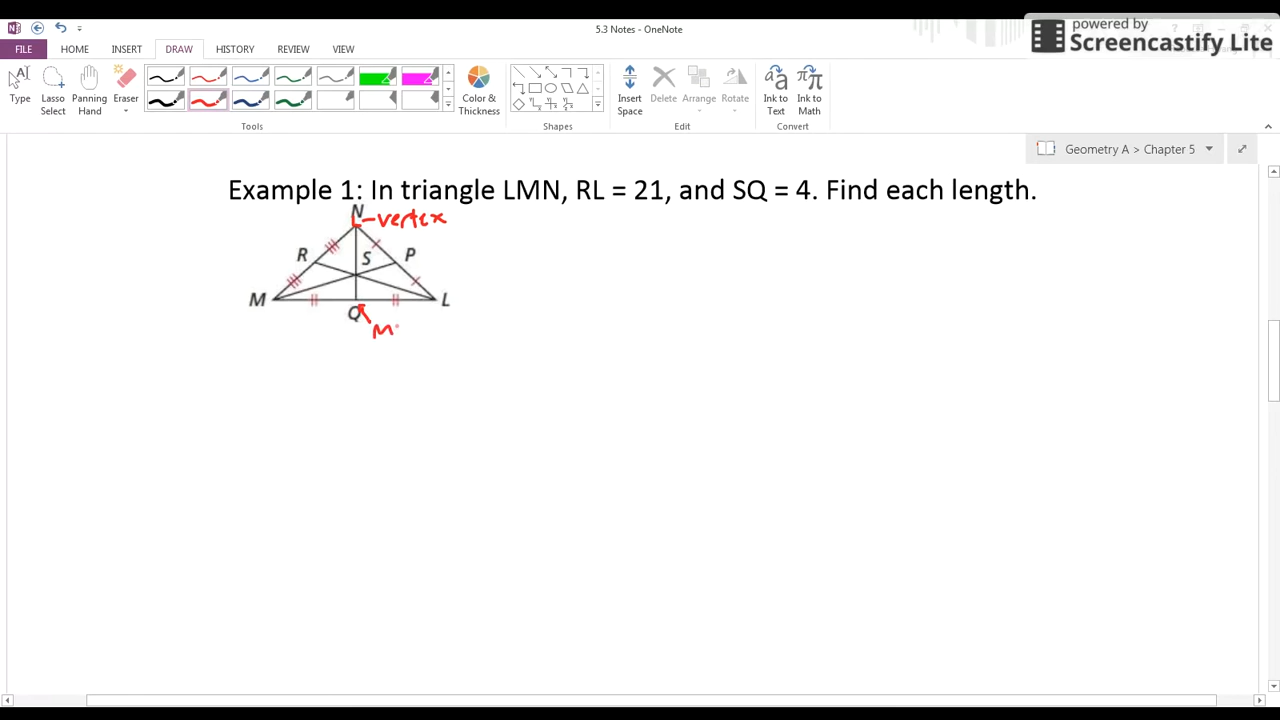 5.3 Notes - OneNote
powered by
Screencastify Lite
FILE HOME INSERT DRAW HISTORY REVIEW VIEW
Type
Lasso Select
Panning Hand
Eraser
Color & Thickness
Insert Space
Delete
Arrange
Rotate
Ink to Text
Ink to Math
Tools
Shapes
Edit
Convert
Geometry A > Chapter 5
Example 1: In triangle LMN, RL = 21, and SQ = 4. Find each length.
N
vertex
R
S
P
M
L
Q
M